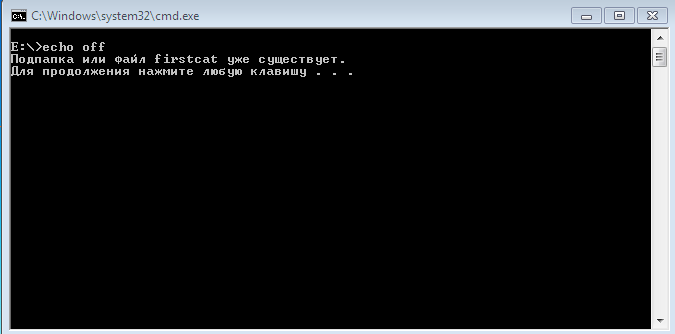 C:\Windows\system32\cmd.exe
E:\>echo off
Подпапка или файл firstcat уже существует.
Для продолжения нажмите любую клавишу . . .